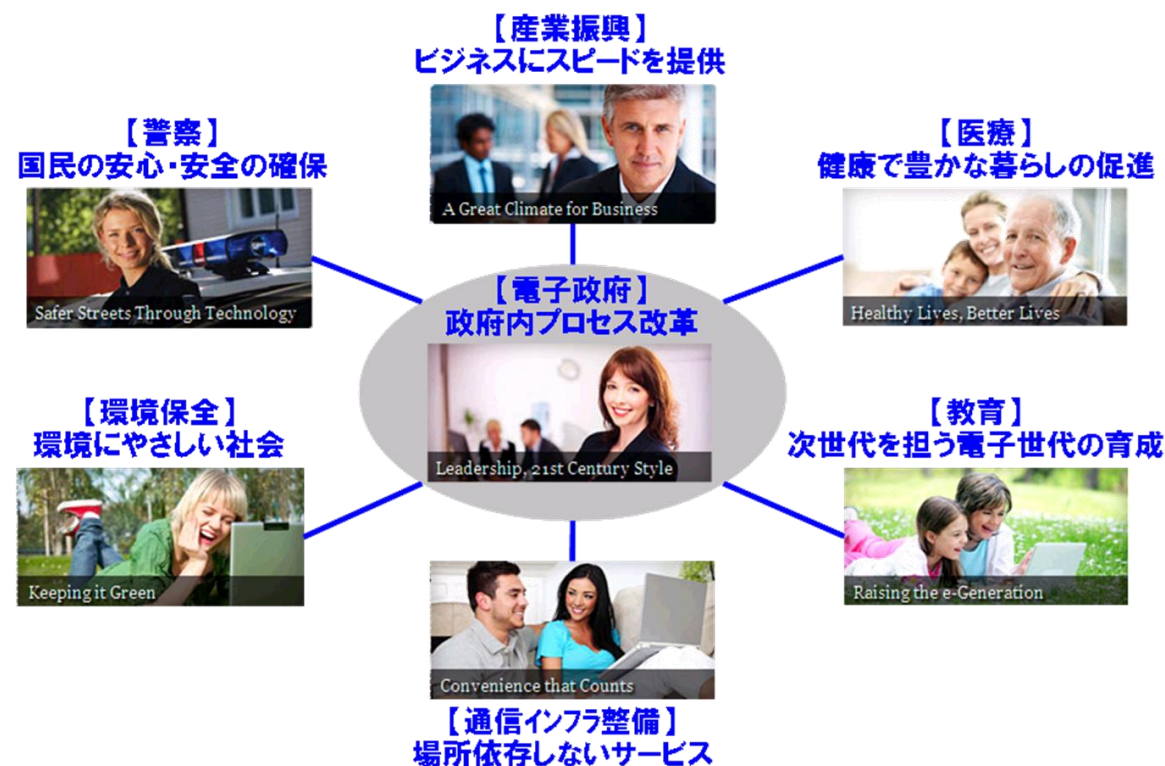 【産業振興】
ビジネスにスピードを提供
A Great Climate for Business
【警察】
国民の安心・安全の確保
Safer Streets Through Technology
【医療】
健康で豊かな暮らしの促進
Healthy Lives, Better Lives
【電子政府】
政府内プロセス改革
Leadership, 21st Century Style
【環境保全】
環境にやさしい社会
Keeping it Green
【教育】
次世代を担う電子世代の育成
Raising the e-Generation
Convenience that Counts
【通信インフラ整備】
場所依存しないサービス